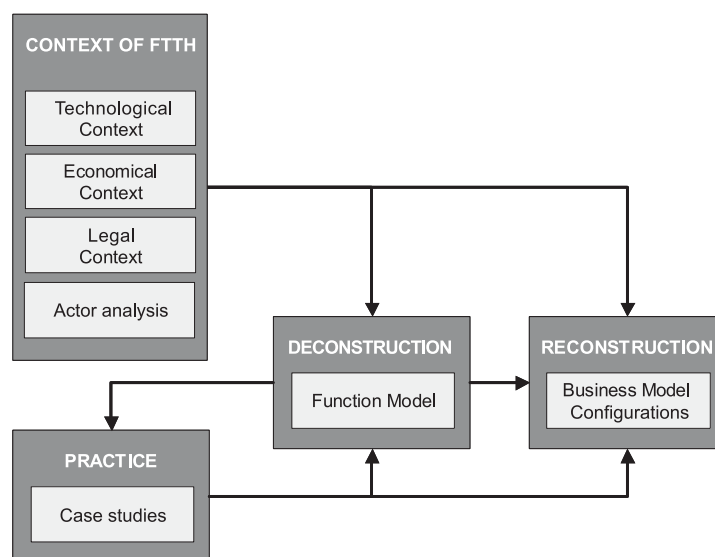 CONTEXT OF FTTH
Technological
Context
Economical
Context
Legal
Context
Actor analysis
DECONSTRUCTION
Function Model
RECONSTRUCTION
Business Model
Configurations
PRACTICE
Case studies